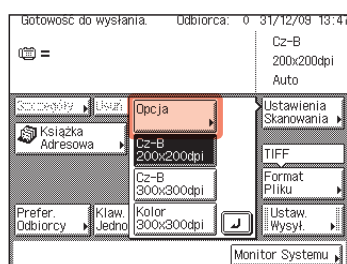 Gotowość do wysłania. Odbiorca: 0 31/12/09 13:47
Cz-B
200x200dpi
Auto
Szczegóły
Usuń
Opcja
Ustawienia
Skanowania
Książka
Adresowa
Cz-B
200x200dpi
TIFF
Cz-B
300x300dpi
Format
Pliku
Prefer.
Odbiorcy
Klaw.
Jedno
Kolor
300x300dpi
Ustaw.
Wysył.
Monitor Systemu